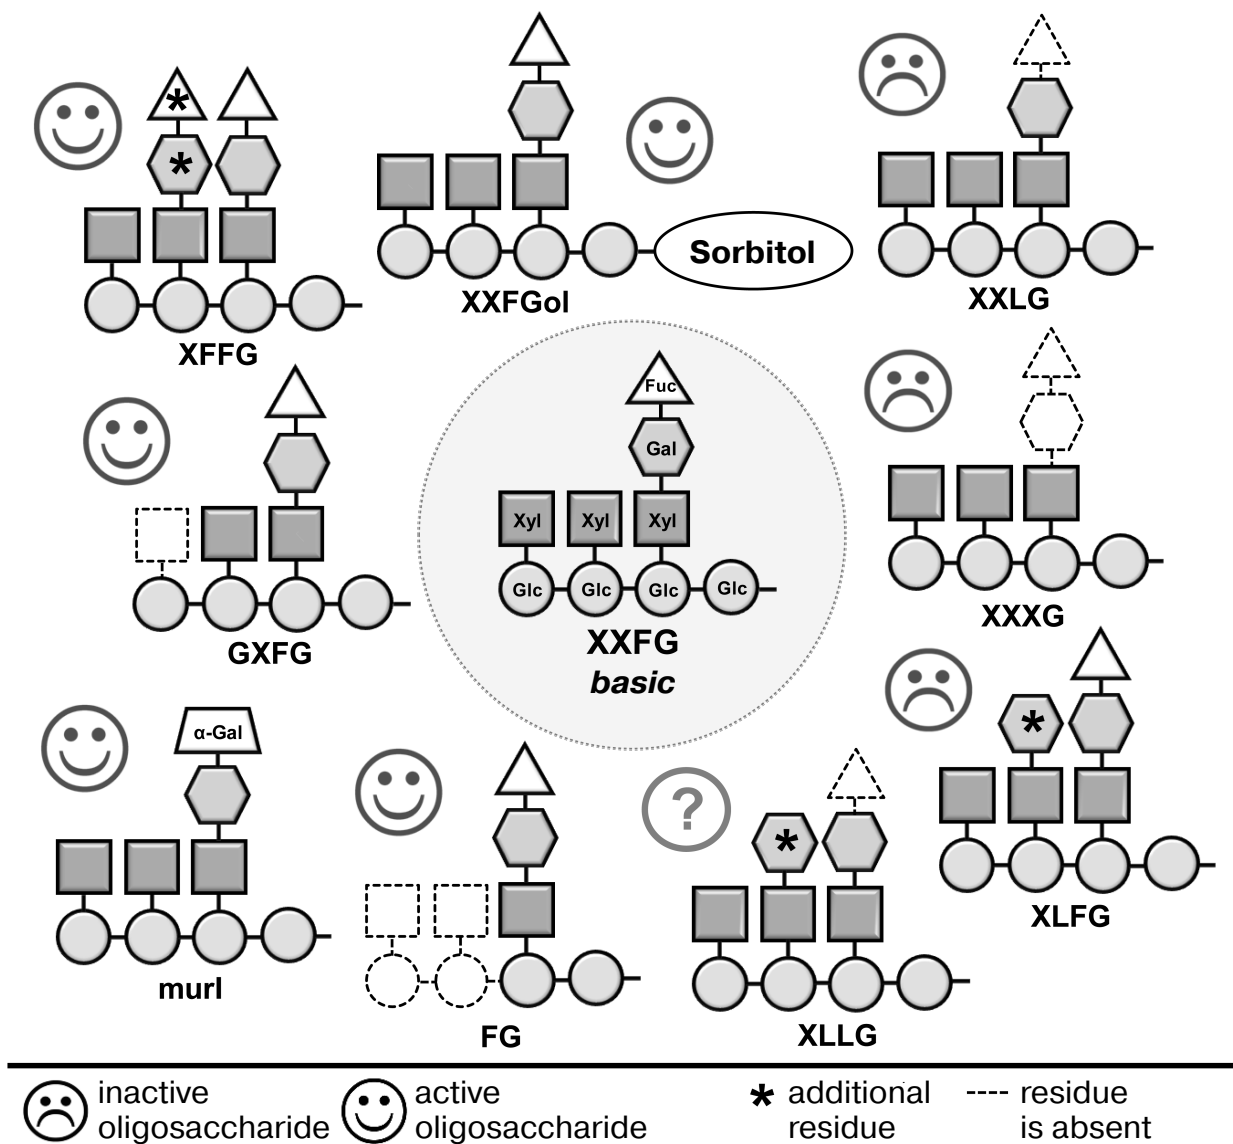 *
*
XFFG
Sorbitol
XXFGol
XXLG
Fuc
Gal
Xyl Xyl Xyl
Glc Glc Glc Glc
XXFG
basic
GXFG
XXXG
α-Gal
murl
FG
?
*
XLLG
*
XLFG
inactive
oligosaccharide
active
oligosaccharide
* additional
residue
residue
is absent